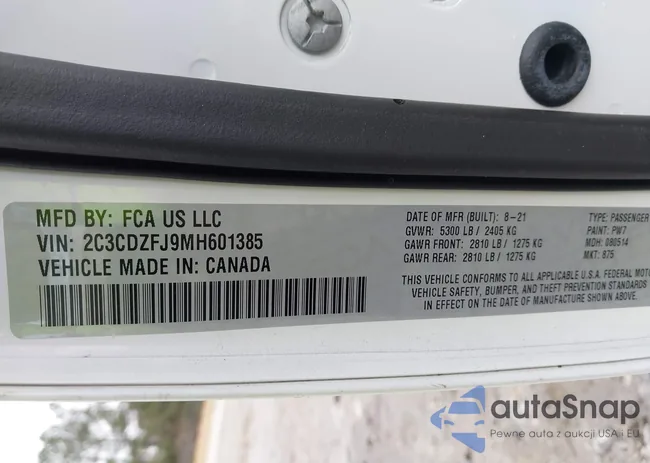 MFD BY: FCA US LLC
VIN: 2C3CDZFJ9MH601385
VEHICLE MADE IN: CANADA
DATE OF MFR (BUILT): 8-21
GVWR: 5300 LB / 2405 KG
GAWR FRONT: 2810 LB / 1275 KG
GAWR REAR: 2810 LB / 1275 KG
TYPE: PASSENGER
PAINT: PW7
MDH: 080514
MKT: 875
THIS VEHICLE CONFORMS TO ALL APPLICABLE U.S.A. FEDERAL MOT
VEHICLE SAFETY, BUMPER, AND THEFT PREVENTION STANDARDS
IN EFFECT ON THE DATE OF MANUFACTURE SHOWN ABOVE.
autaSnap
Pewne auta z aukcji USA i EU